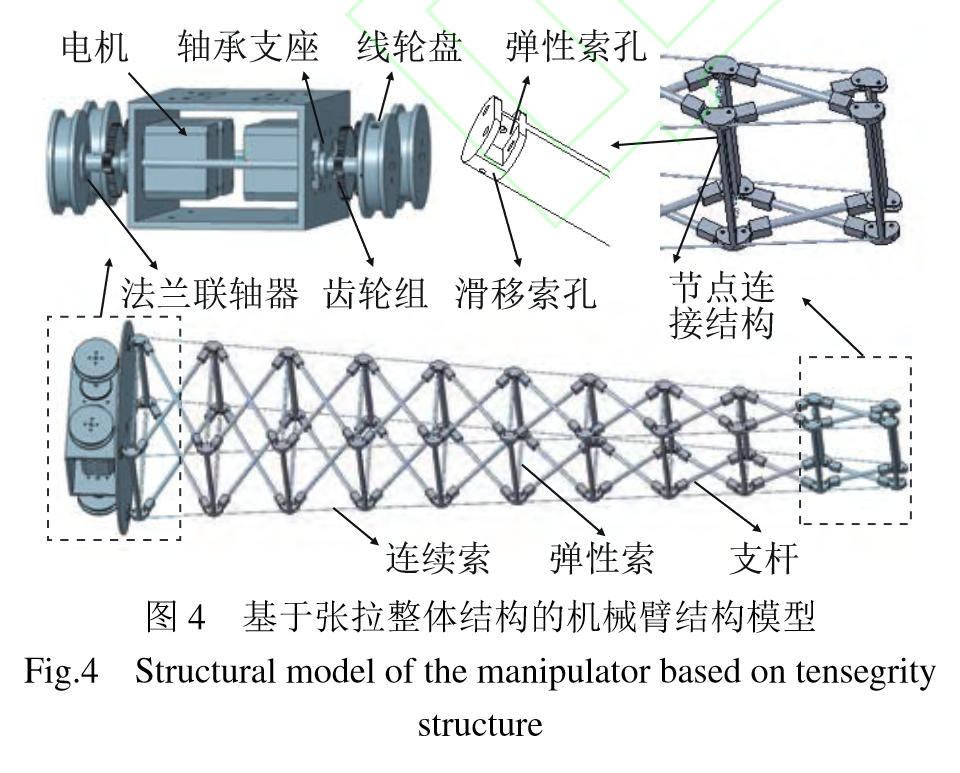 电机 轴承支座 线轮盘 弹性索孔
法兰联轴器 齿轮组 滑移索孔 节点连
接结构
连续索 弹性索 支杆
图 4 基于张拉整体结构的机械臂结构模型
Fig.4 Structural model of the manipulator based on tensegrity
structure